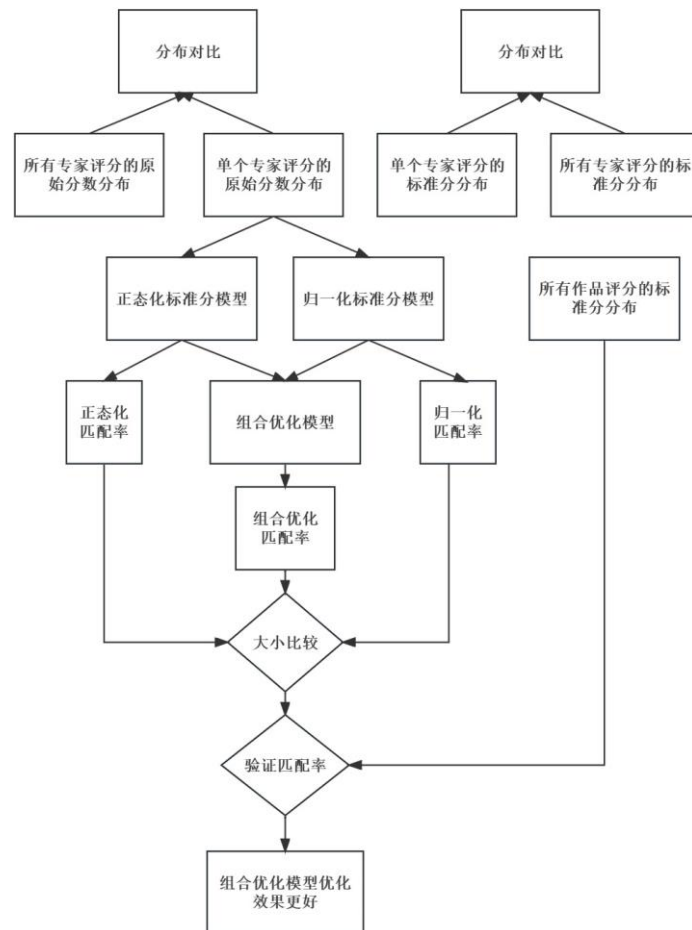 分布对比
分布对比
所有专家评分的原
始分数分布
单个专家评分的
原始分数分布
单个专家评分的
标准分分布
所有专家评分的标
准分分布
正态化标准分模型
归一化标准分模型
所有作品评分的标
准分分布
正态化
匹配率
组合优化模型
归一化
匹配率
组合优化
匹配率
大小比较
验证匹配率
组合优化模型优化
效果更好